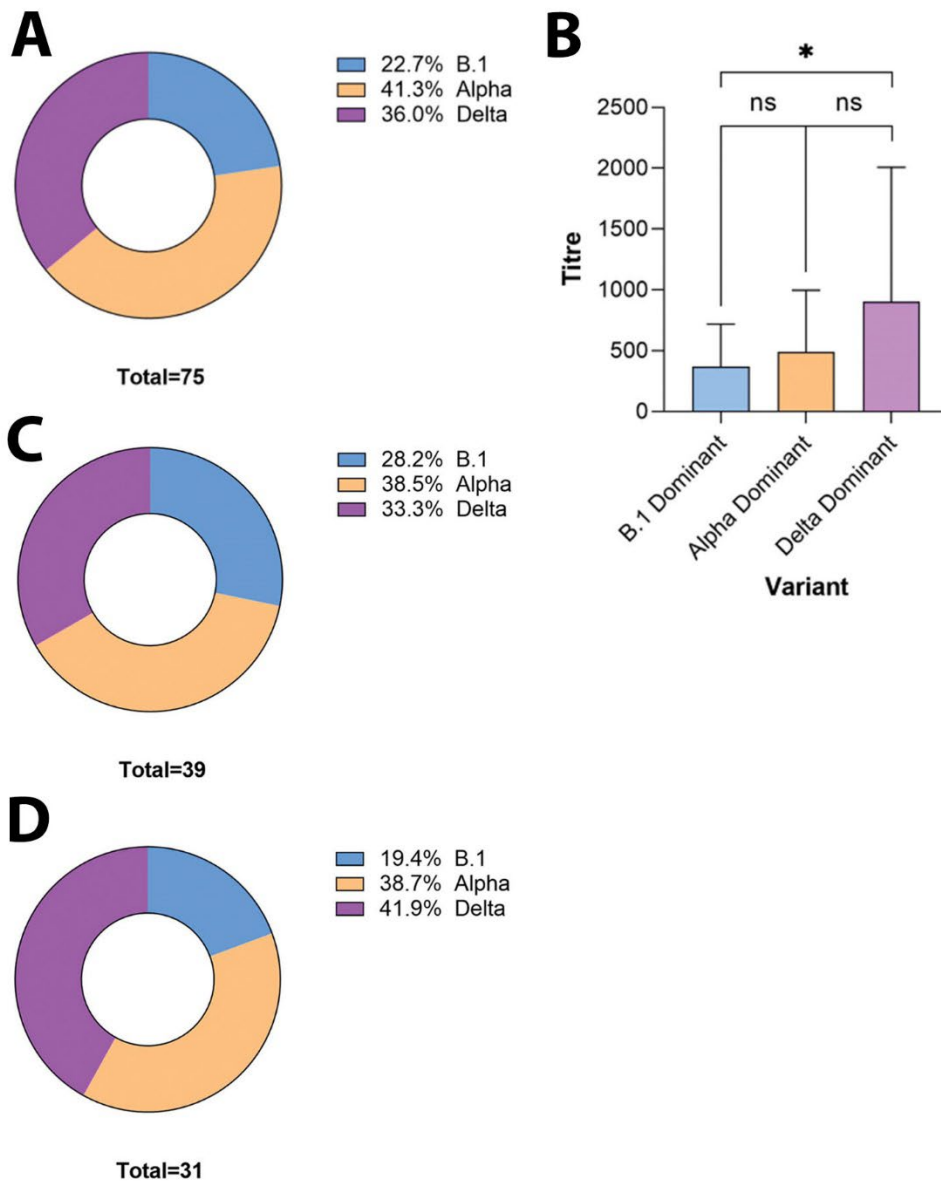 A
22.7% B.1
41.3% Alpha
36.0% Delta
Total=75
B
*
ns ns
2500
2000
1500
1000
500
0
Titre
B.1 Dominant
Alpha Dominant
Delta Dominant
Variant
C
28.2% B.1
38.5% Alpha
33.3% Delta
Total=39
D
19.4% B.1
38.7% Alpha
41.9% Delta
Total=31